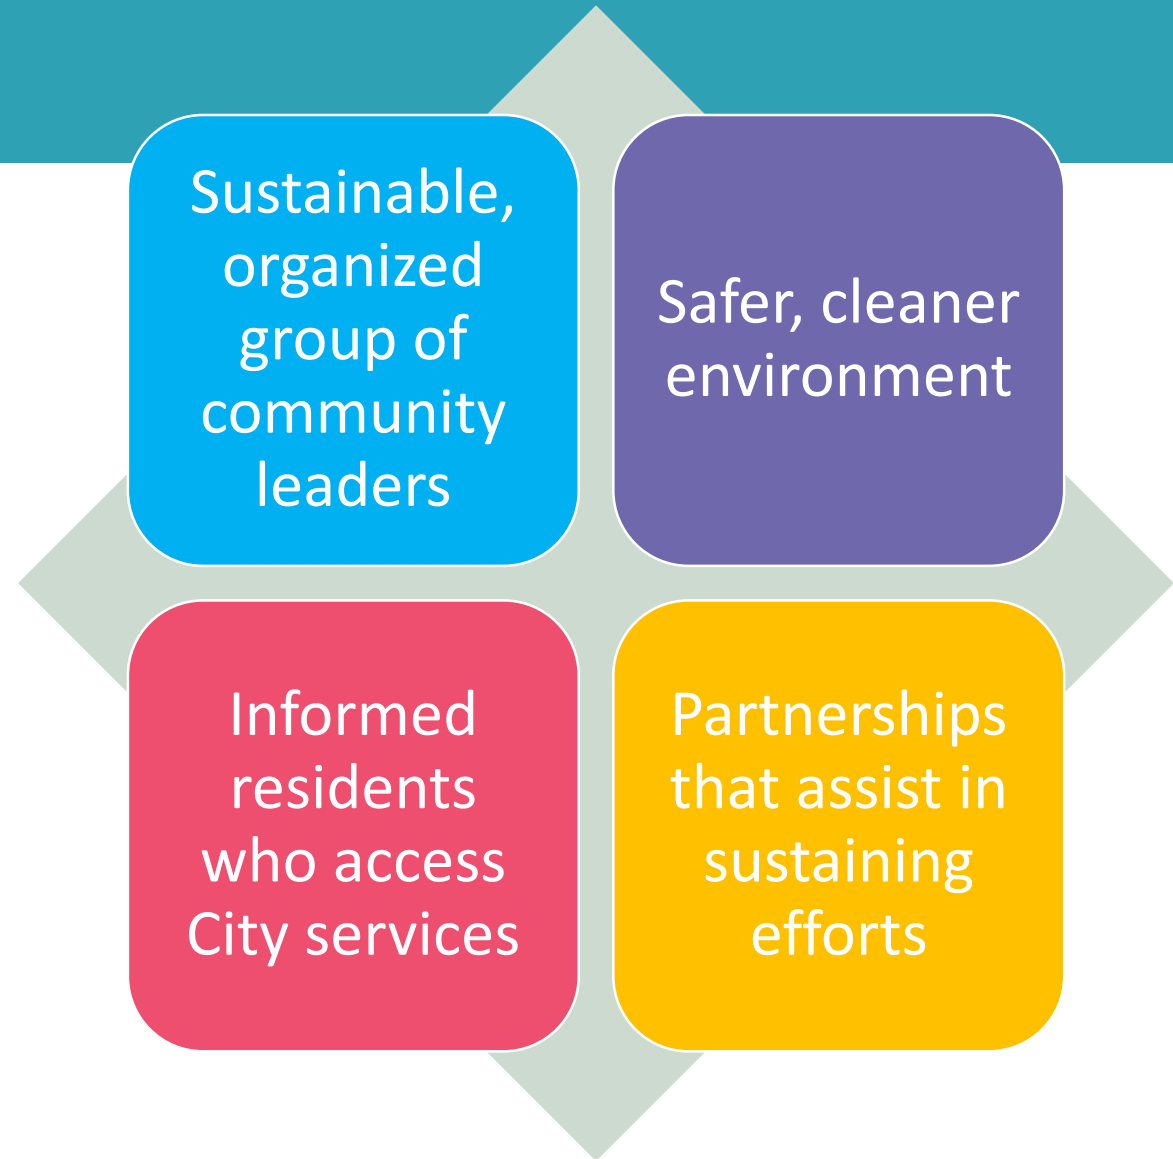 Sustainable,
organized
group of
community
leaders
Safer, cleaner
environment
Informed
residents
who access
City services
Partnerships
that assist in
sustaining
efforts